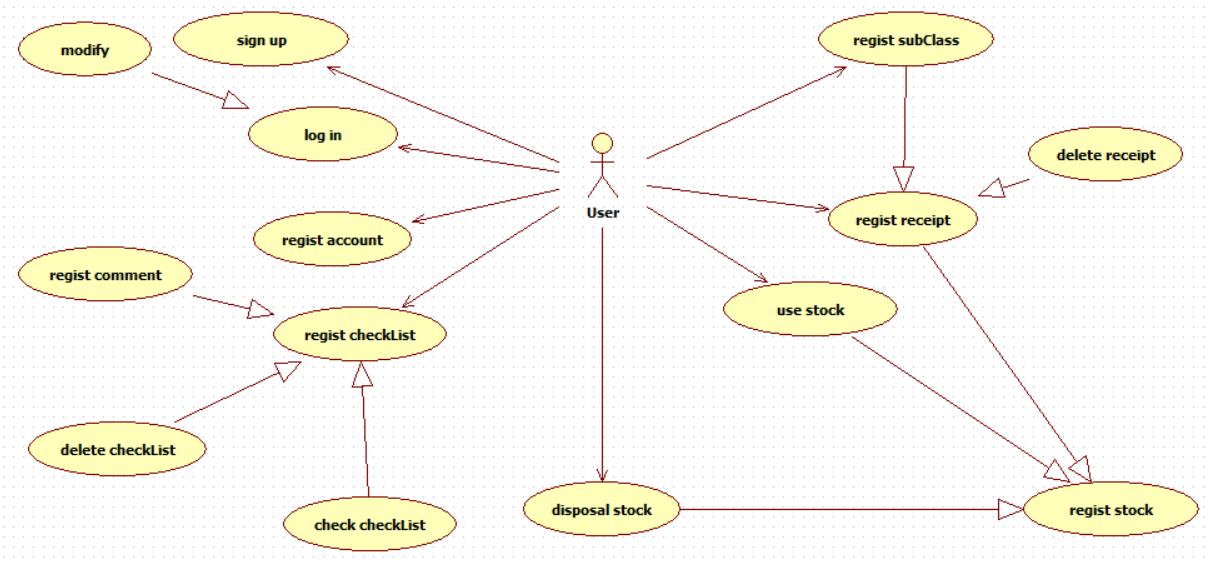 sign up
regist subClass
modify
log in
delete receipt
User
regist receipt
regist account
regist comment
use stock
regist checkList
delete checkList
disposal stock
regist stock
check checkList